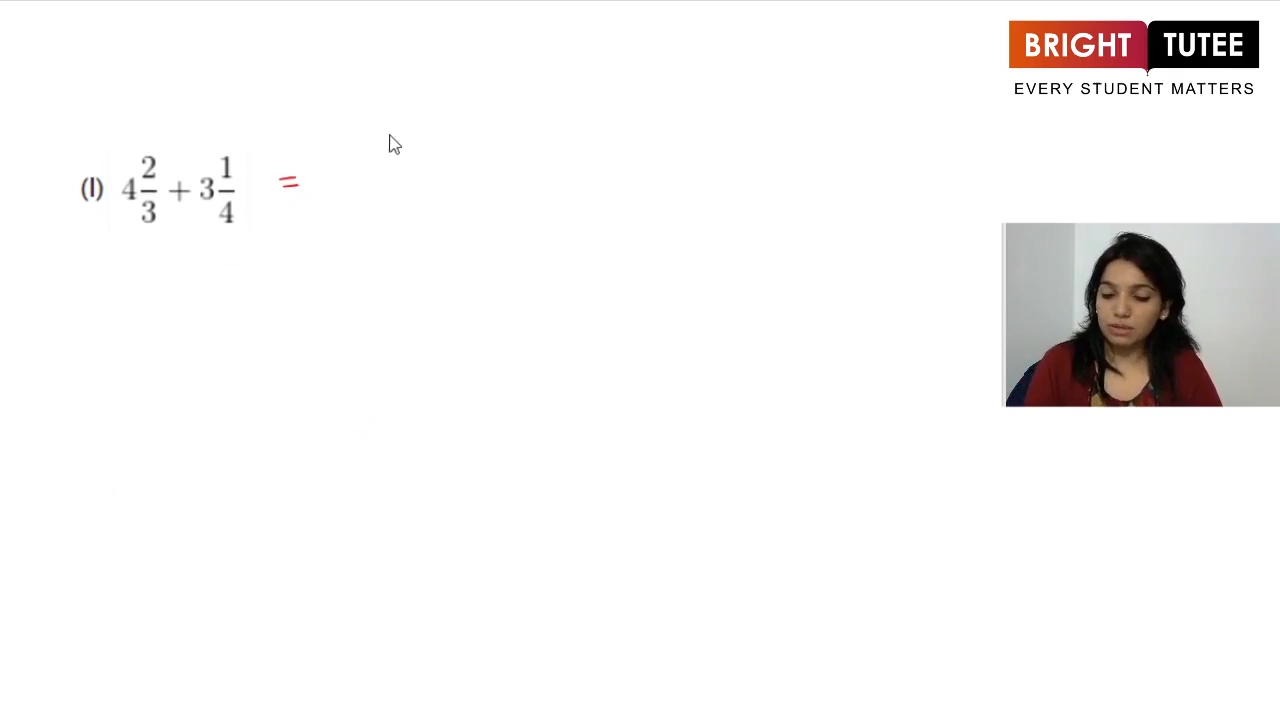 BRIGHT TUTEE
EVERY STUDENT MATTERS
(l) 4 2/3 + 3 1/4 =